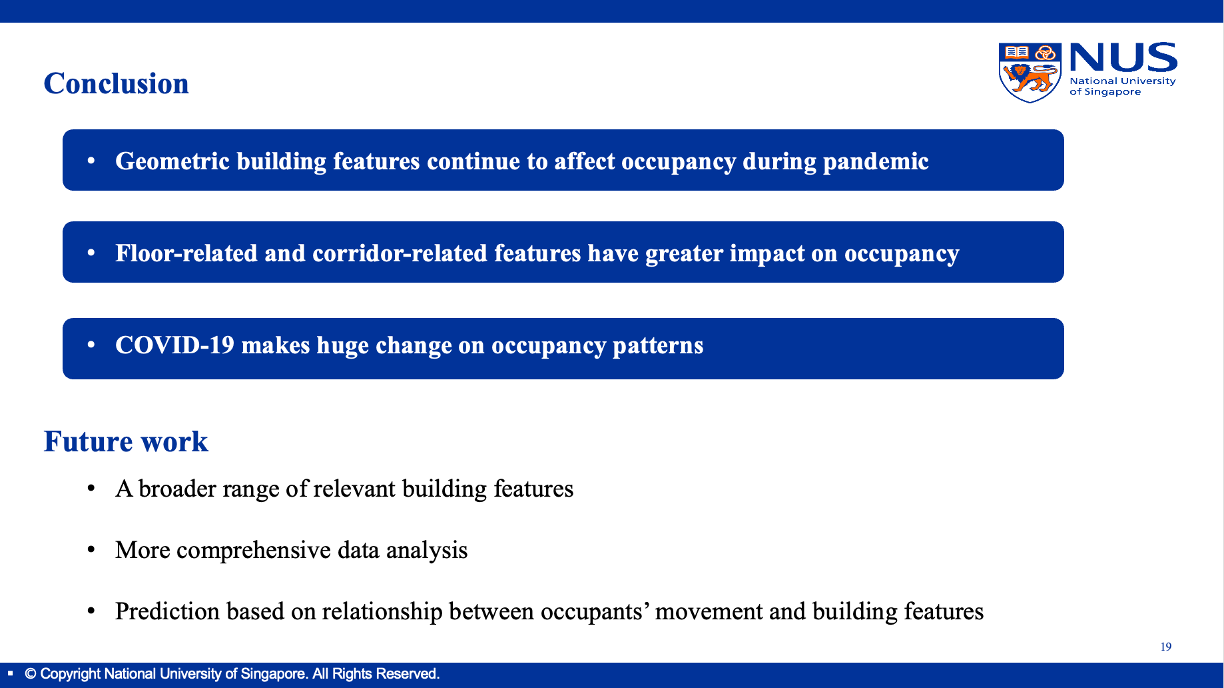 NUS
National University
of Singapore
Conclusion
• Geometric building features continue to affect occupancy during pandemic
• Floor-related and corridor-related features have greater impact on occupancy
• COVID-19 makes huge change on occupancy patterns
Future work
• A broader range of relevant building features
• More comprehensive data analysis
• Prediction based on relationship between occupants’ movement and building features
19
▪ © Copyright National University of Singapore. All Rights Reserved.